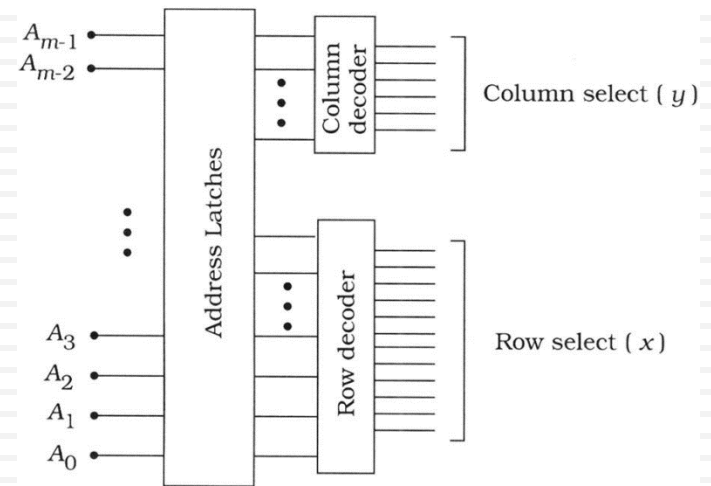 A_{m-1}
A_{m-2}
A_3
A_2
A_1
A_0
Address Latches
Column
decoder
Row decoder
Column select ( y )
Row select ( x )